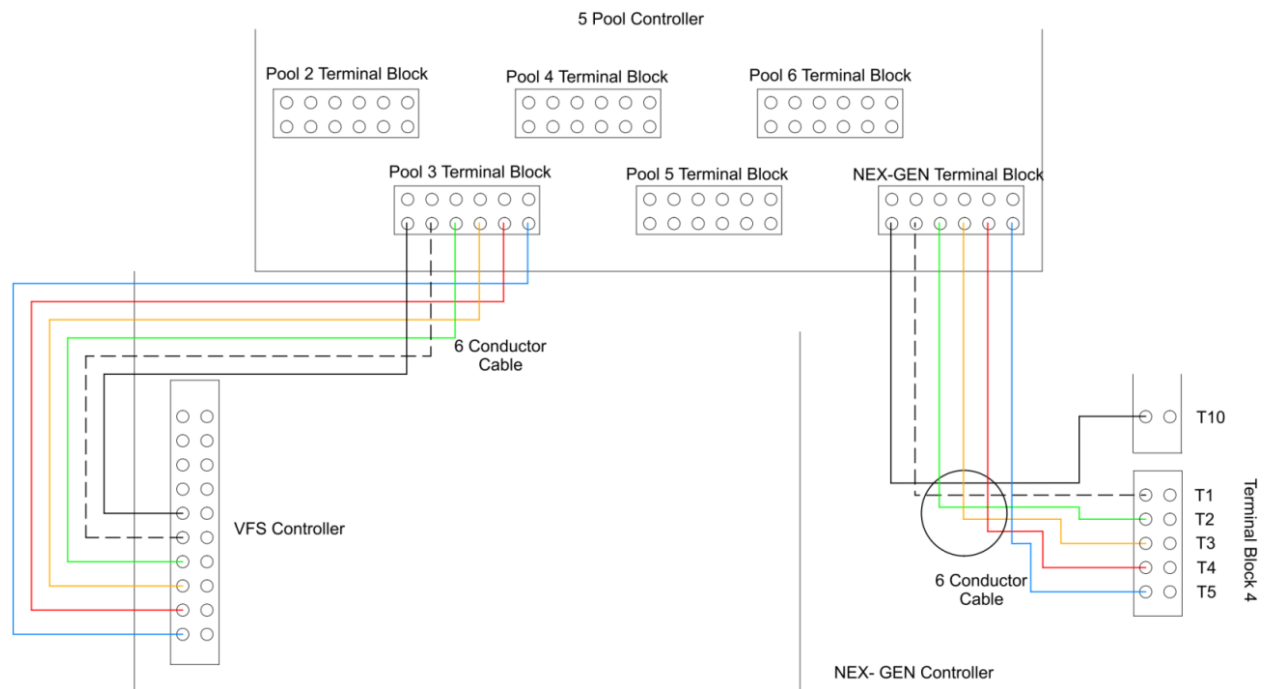 5 Pool Controller
Pool 2 Terminal Block
Pool 4 Terminal Block
Pool 6 Terminal Block
Pool 3 Terminal Block
Pool 5 Terminal Block
NEX-GEN Terminal Block
6 Conductor
Cable
VFS Controller
T10
T1
T2
T3
T4
T5
Terminal Block 4
6 Conductor
Cable
NEX- GEN Controller